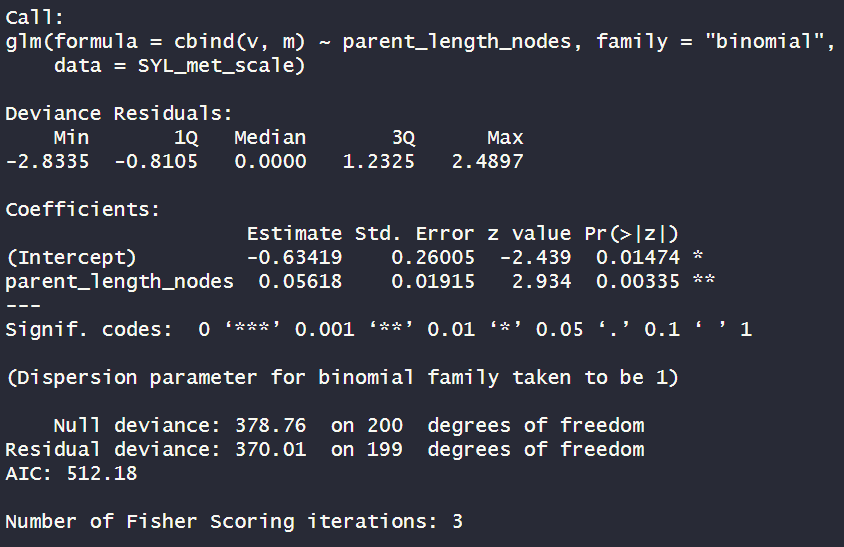 Call:
glm(formula = cbind(v, m) ~ parent_length_nodes, family = "binomial",
    data = SYL_met_scale)

Deviance Residuals:
    Min       1Q   Median       3Q      Max
-2.8335  -0.8105   0.0000   1.2325   2.4897

Coefficients:
                    Estimate Std. Error z value Pr(>|z|)
(Intercept)         -0.63419    0.26005  -2.439  0.01474 *
parent_length_nodes  0.05618    0.01915   2.934  0.00335 **
---
Signif. codes:  0 ‘***’ 0.001 ‘**’ 0.01 ‘*’ 0.05 ‘.’ 0.1 ‘ ’ 1

(Dispersion parameter for binomial family taken to be 1)

    Null deviance: 378.76  on 200  degrees of freedom
Residual deviance: 370.01  on 199  degrees of freedom
AIC: 512.18

Number of Fisher Scoring iterations: 3